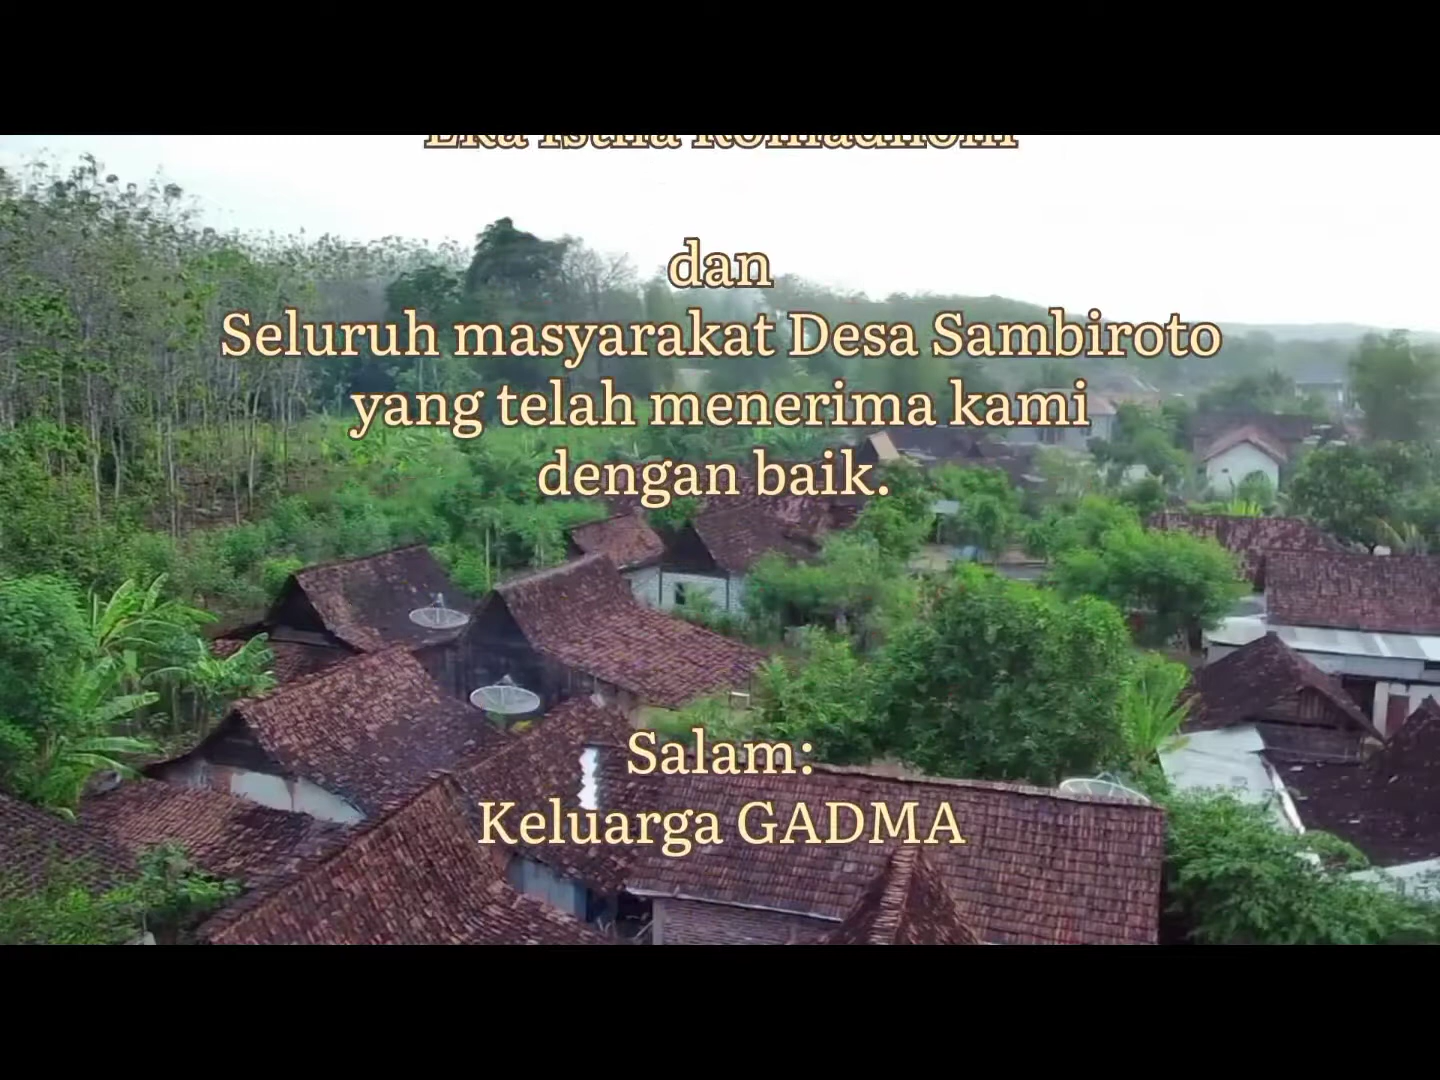 dan
Seluruh masyarakat Desa Sambiroto
yang telah menerima kami
dengan baik.
Salam:
Keluarga GADMA